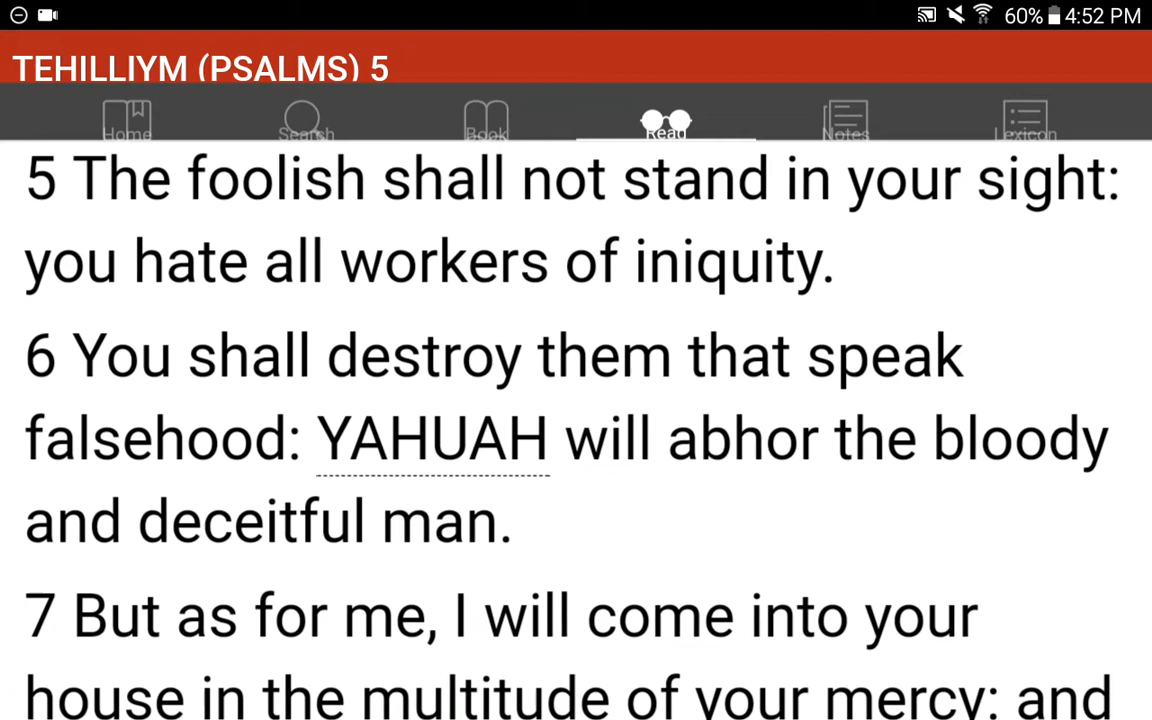 60% 4:52 PM
TEHILLIYM (PSALMS) 5
Home Search Book Read Notes Lexicon
5 The foolish shall not stand in your sight:
you hate all workers of iniquity.
6 You shall destroy them that speak
falsehood: YAHUAH will abhor the bloody
and deceitful man.
7 But as for me, I will come into your
house in the multitude of your mercy: and